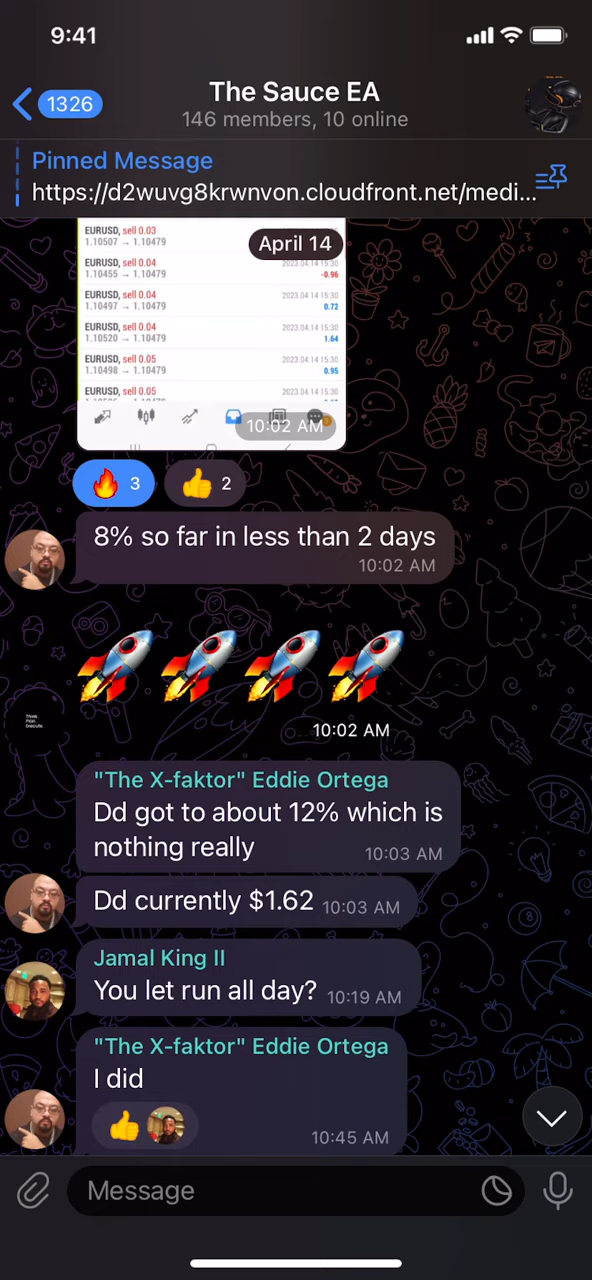 9:41
1326
The Sauce EA
146 members, 10 online
Pinned Message
https://d2wuvg8krwnvon.cloudfront.net/medi...
April 14
EURUSD, sell 0.03
1.10507 → 1.10479
EURUSD, sell 0.04
2023.04.14 15:30
1.10455 → 1.10479
-0.96
EURUSD, sell 0.04
2023.04.14 15:30
1.10497 → 1.10479
0.72
EURUSD, sell 0.04
2023.04.14 15:30
1.10520 → 1.10479
1.64
EURUSD, sell 0.05
2023.04.14 15:30
1.10498 → 1.10479
0.95
EURUSD, sell 0.05
2023.04.14 15:30
10:02 AM
🔥 3
👍 2
8% so far in less than 2 days
10:02 AM
🚀🚀🚀🚀
10:02 AM
Think.
Plan.
Execute.
"The X-faktor" Eddie Ortega
Dd got to about 12% which is
nothing really
10:03 AM
Dd currently $1.62
10:03 AM
Jamal King II
You let run all day?
10:19 AM
"The X-faktor" Eddie Ortega
I did
👍
10:45 AM
Message